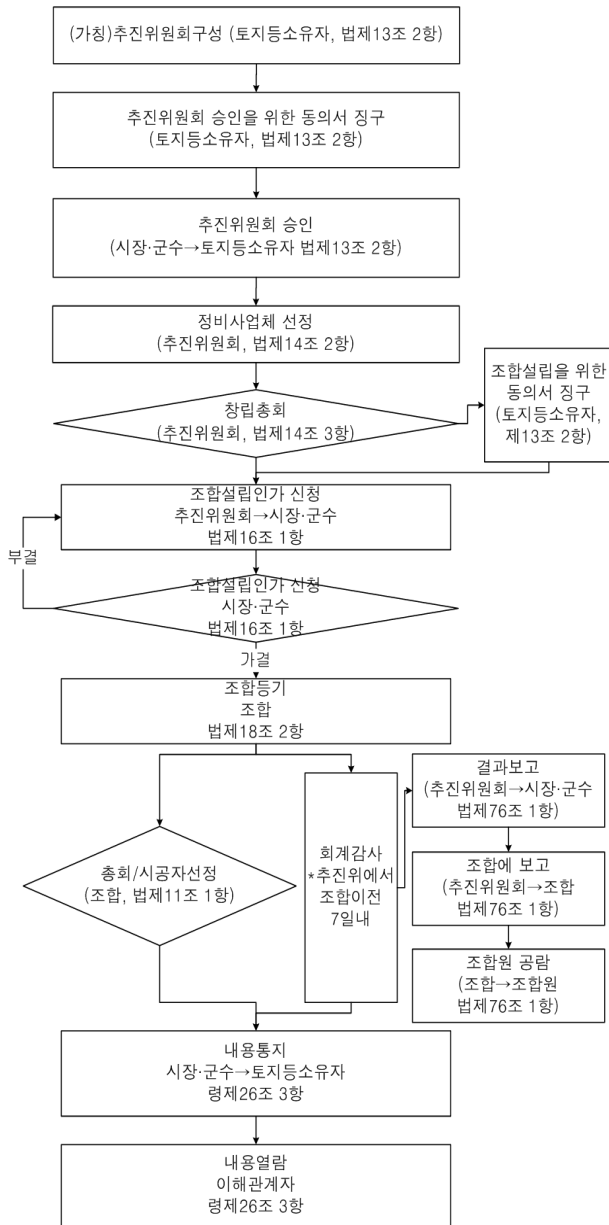 (가칭)추진위원회구성 (토지등소유자, 법제13조 2항)
추진위원회 승인을 위한 동의서 징구
(토지등소유자, 법제13조 2항)
추진위원회 승인
(시장·군수→토지등소유자 법제13조 2항)
정비사업체 선정
(추진위원회, 법제14조 2항)
조합설립을 위한
동의서 징구
(토지등소유자,
제13조 2항)
창립총회
(추진위원회, 법제14조 3항)
조합설립인가 신청
추진위원회→시장·군수
법제16조 1항
부결
조합설립인가 신청
시장·군수
법제16조 1항
가결
조합등기
조합
법제18조 2항
총회/시공자선정
(조합, 법제11조 1항)
회계감사
*추진위에서
조합이전
7일내
결과보고
(추진위원회→시장·군수
법제76조 1항)
조합에 보고
(추진위원회→조합
법제76조 1항)
조합원 공람
(조합→조합원
법제76조 1항)
내용통지
시장·군수→토지등소유자
령제26조 3항
내용열람
이해관계자
령제26조 3항